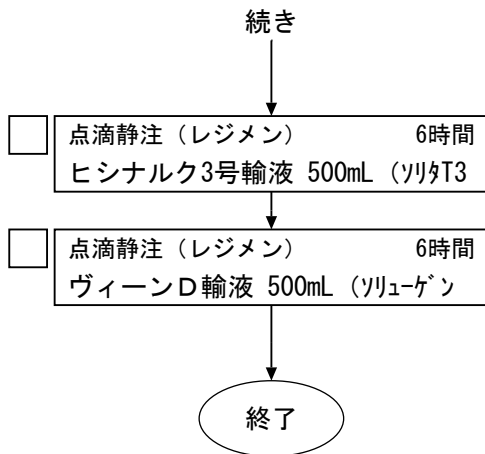 続き
点滴静注（レジメン） 6時間
ヒシナルク3号輸液 500mL（ｿﾘﾀT3
点滴静注（レジメン） 6時間
ヴィーンＤ輸液 500mL（ｿﾘｭｰｹﾞﾝ
終了